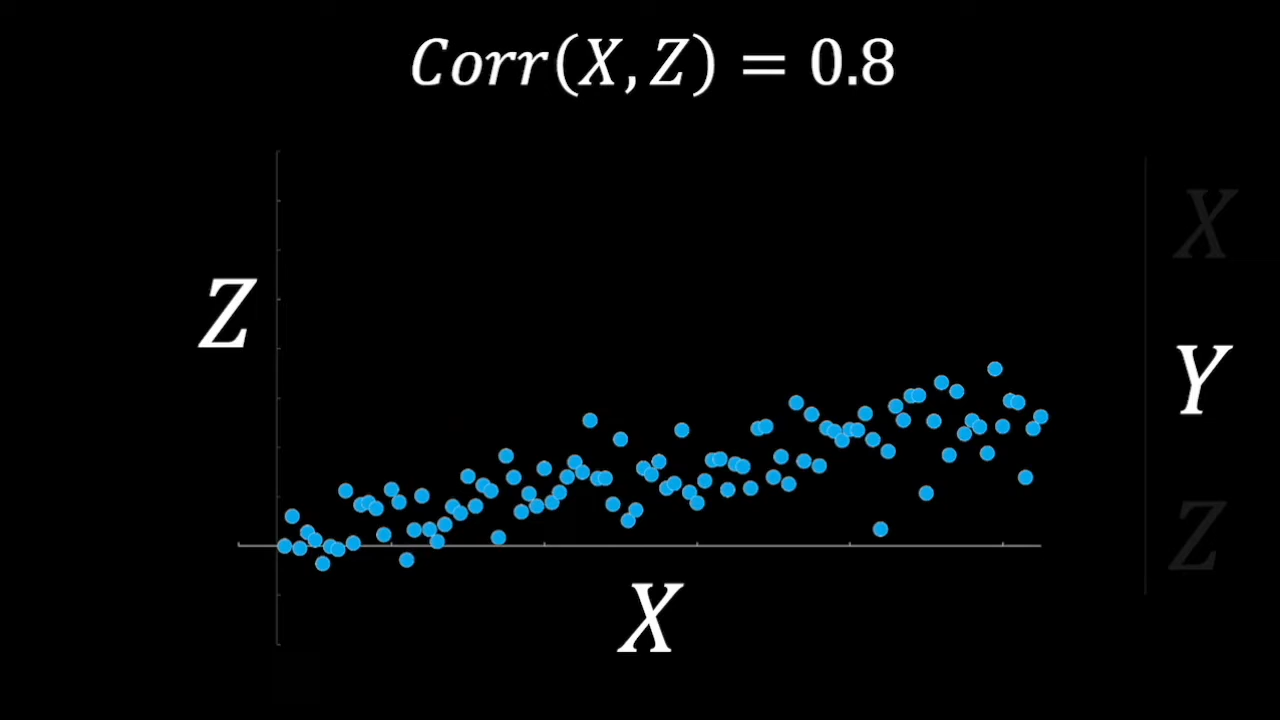 Corr(X,Z) = 0.8
Z
X
X
Y
Z